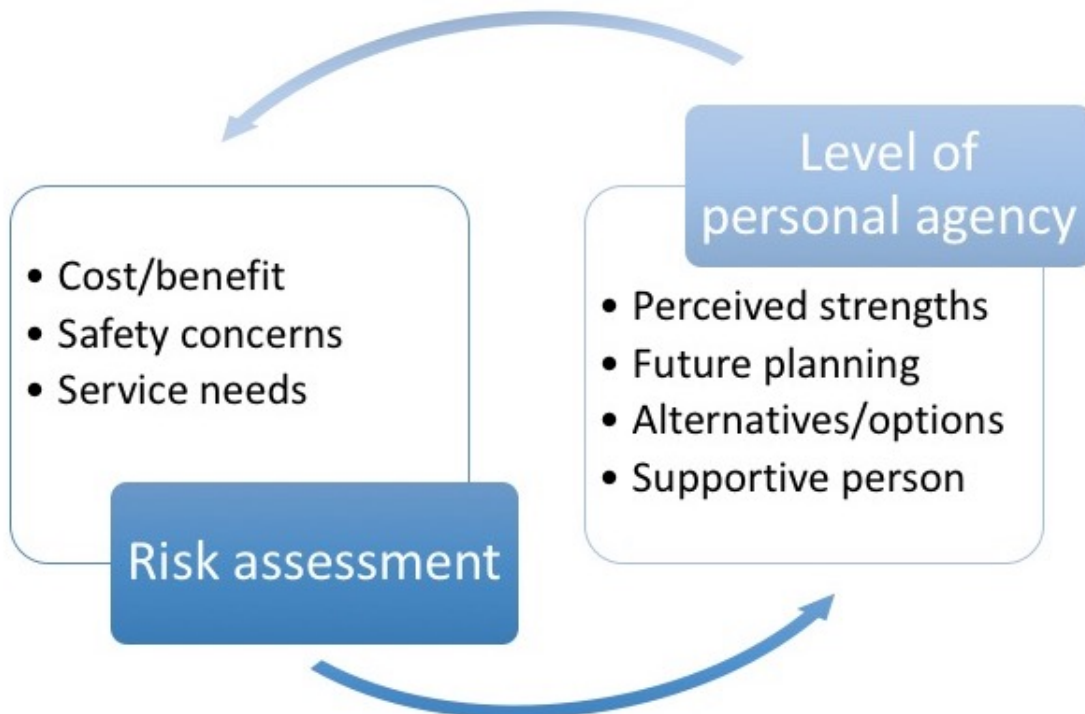 • Cost/benefit
• Safety concerns
• Service needs
Risk assessment
Level of
personal agency
• Perceived strengths
• Future planning
• Alternatives/options
• Supportive person